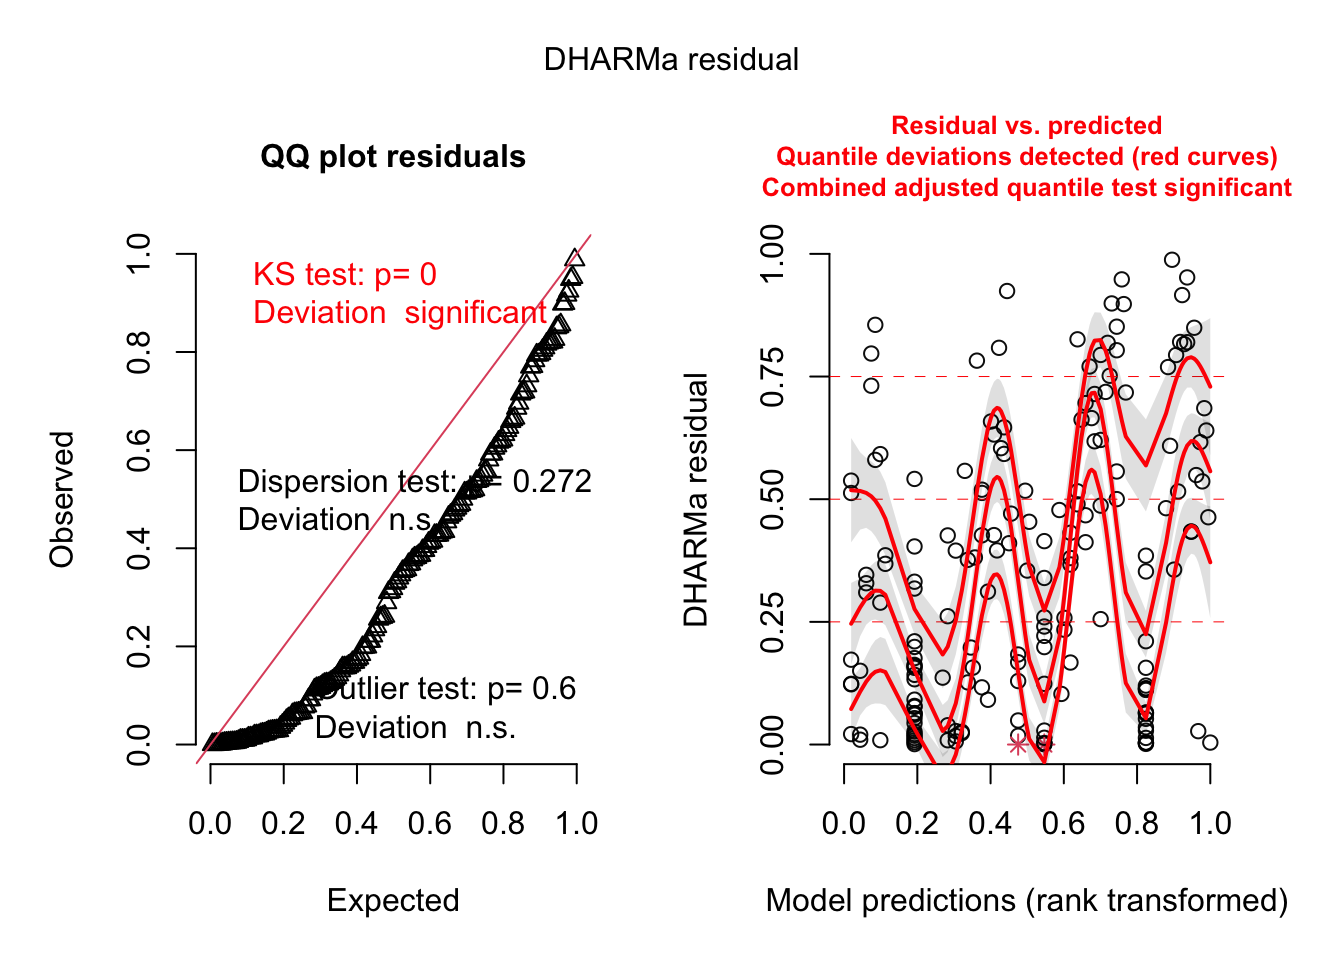 DHARMa residual
QQ plot residuals
KS test: p= 0
Deviation  significant
Dispersion test: p= 0.272
Deviation  n.s.
Outlier test: p= 0.6
Deviation  n.s.
Observed
0.0 0.2 0.4 0.6 0.8 1.0
0.0 0.2 0.4 0.6 0.8 1.0
Expected
Residual vs. predicted
Quantile deviations detected (red curves)
Combined adjusted quantile test significant
DHARMa residual
0.00 0.25 0.50 0.75 1.00
0.0 0.2 0.4 0.6 0.8 1.0
Model predictions (rank transformed)